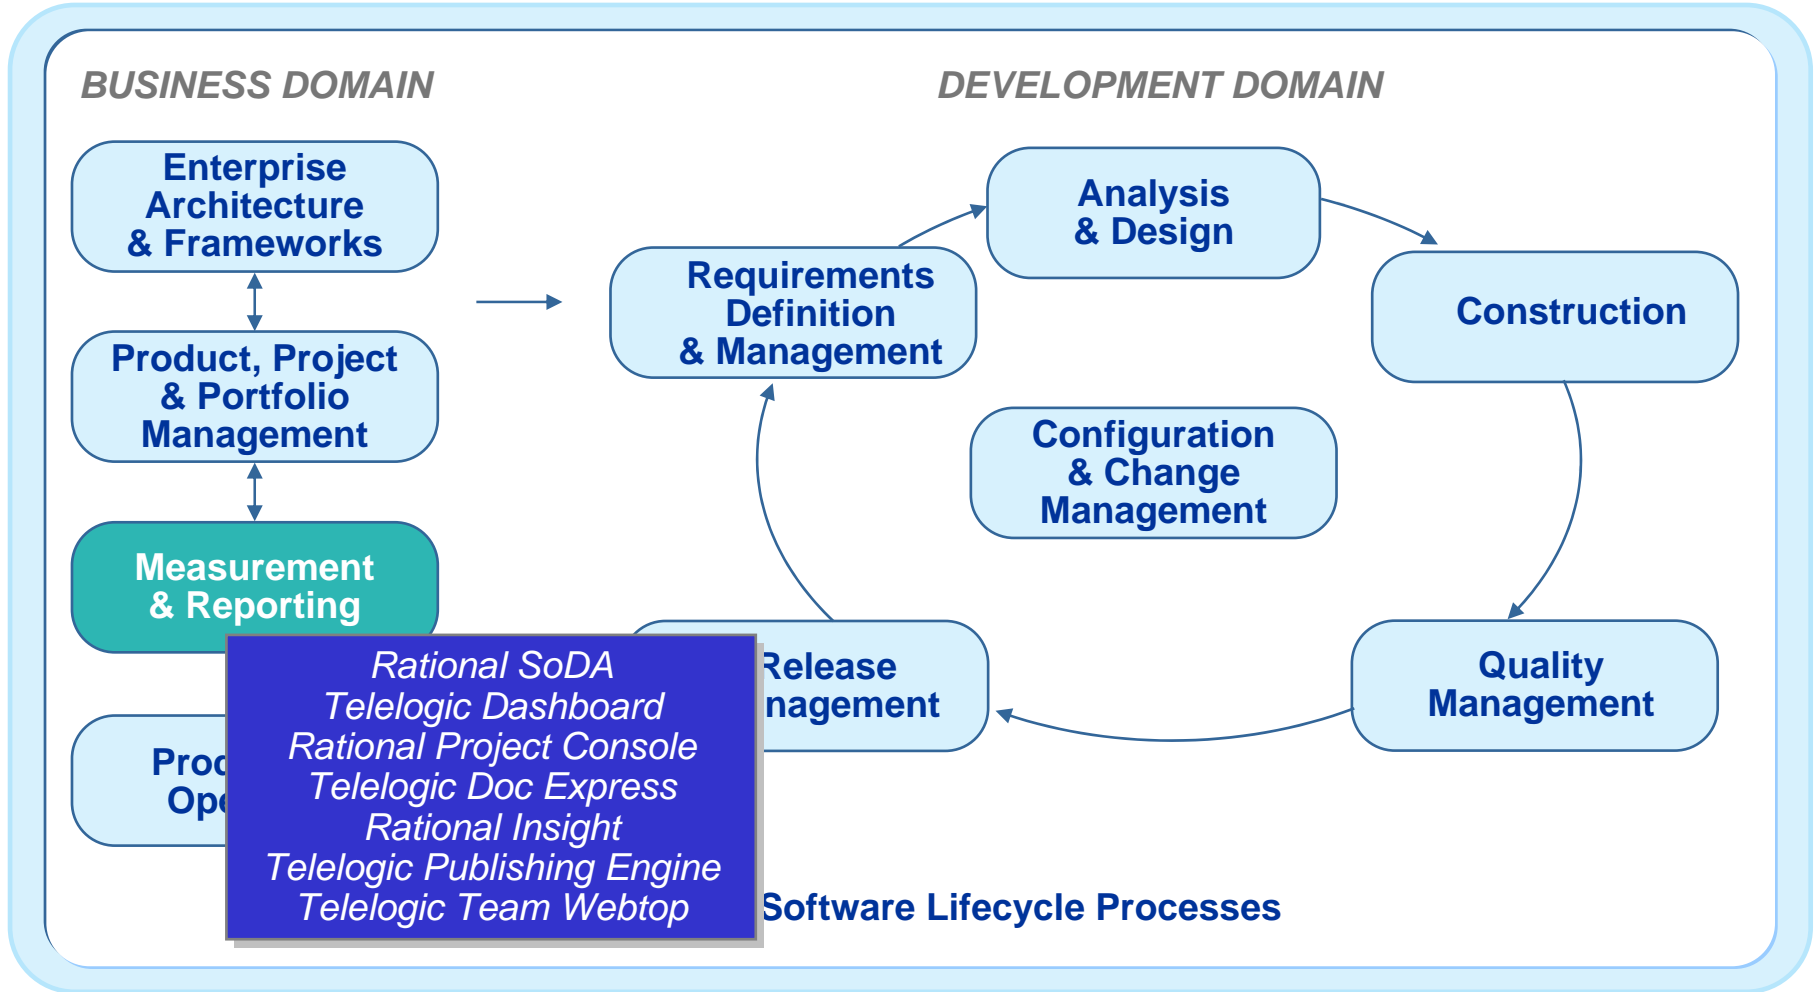 BUSINESS DOMAIN
DEVELOPMENT DOMAIN
Enterprise
Architecture
& Frameworks
Product, Project
& Portfolio
Management
Measurement
& Reporting
Requirements
Definition
& Management
Analysis
& Design
Construction
Configuration
& Change
Management
Quality
Management
Release
Rational SoDA
Telelogic Dashboard
Rational Project Console
Telelogic Doc Express
Rational Insight
Telelogic Publishing Engine
Telelogic Team Webtop
Software Lifecycle Processes